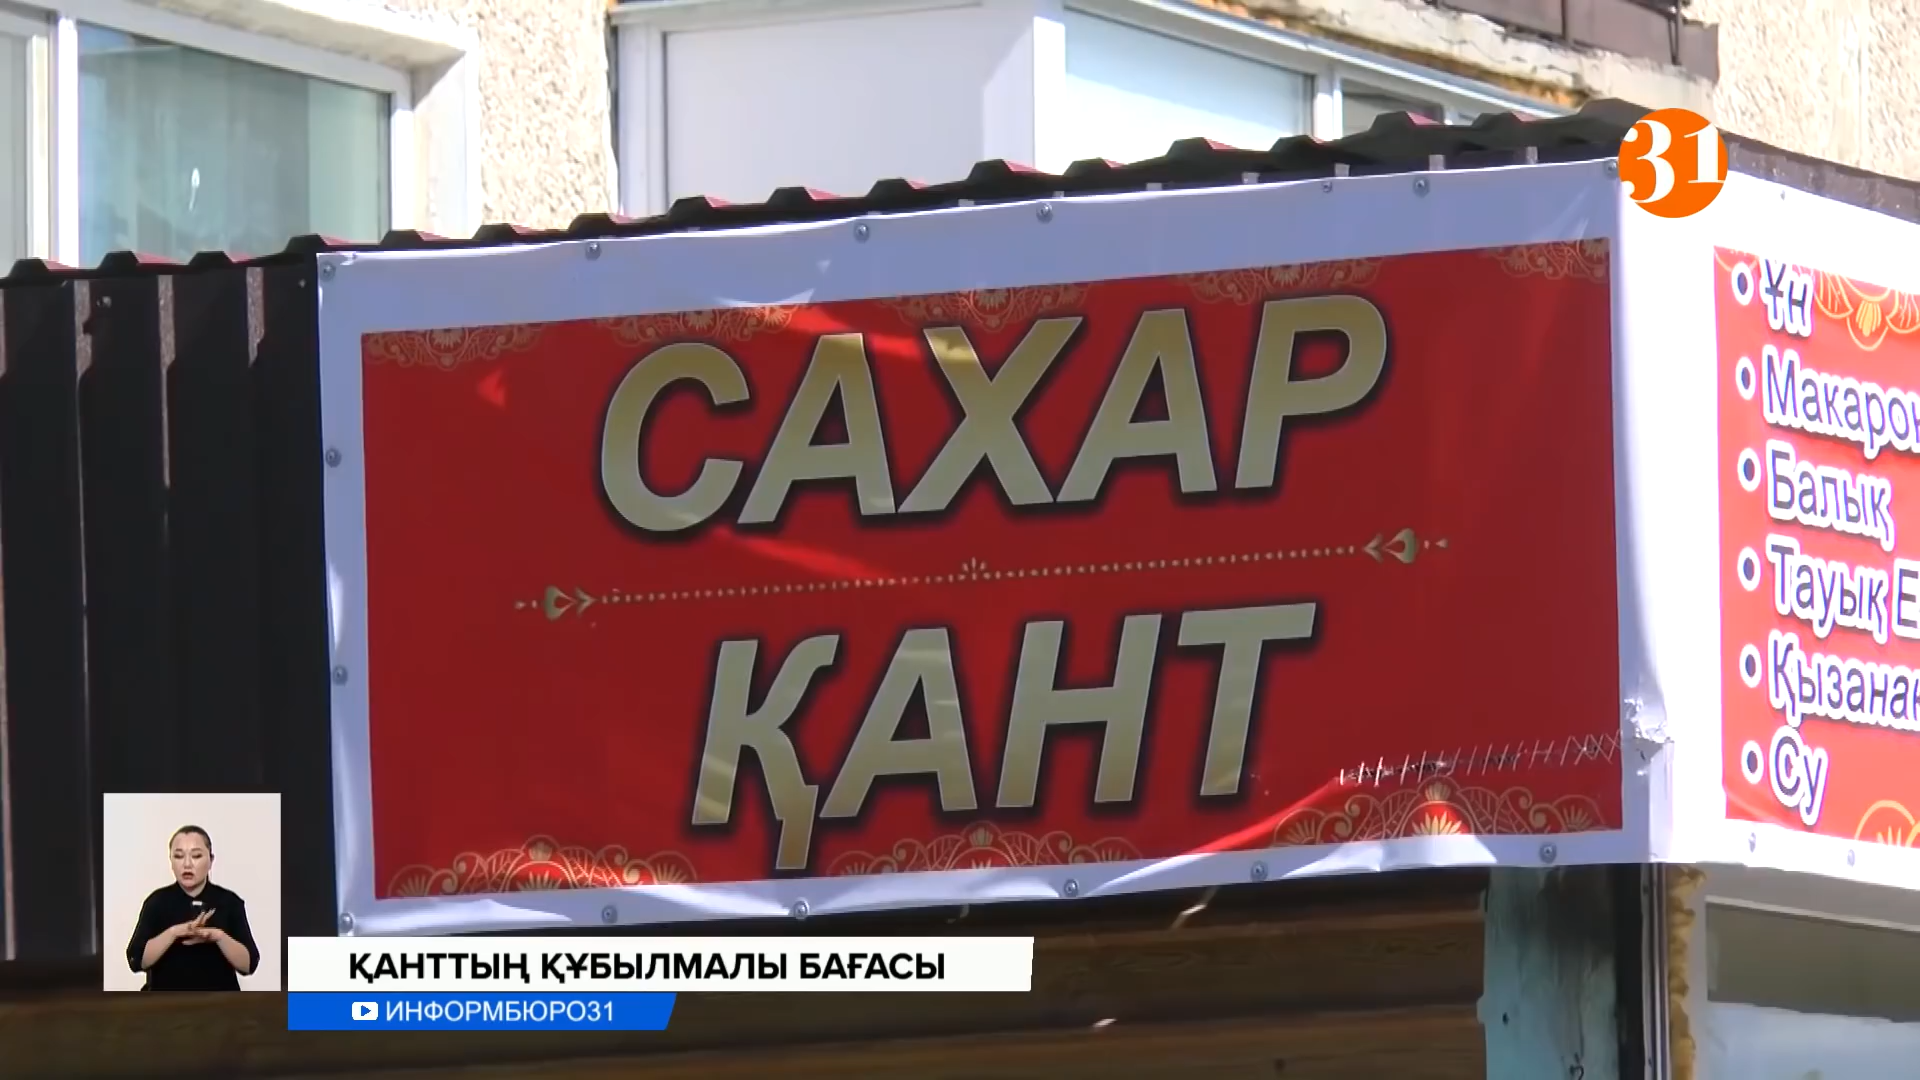 31
САХАР
ҚАНТ
• Ұн
• Макарон
• Балық
• Тауық Е
• Қызанақ
• Су
ҚАНТТЫҢ ҚҰБЫЛМАЛЫ БАҒАСЫ
ИНФОРМБЮРО31